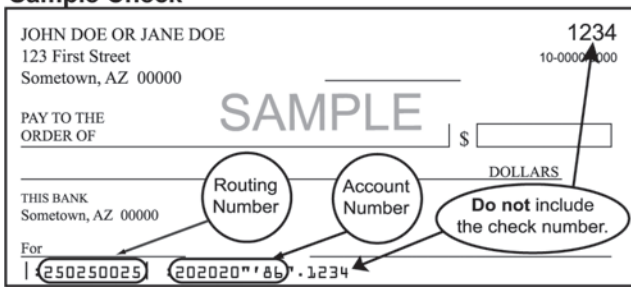 Sample Check
JOHN DOE OR JANE DOE 1234
123 First Street 10-0000/000
Sometown, AZ 00000
SAMPLE
PAY TO THE
ORDER OF $
DOLLARS
THIS BANK
Sometown, AZ 00000
Routing
Number
Account
Number
Do not include
the check number.
For
250250025 202020"'86".1234